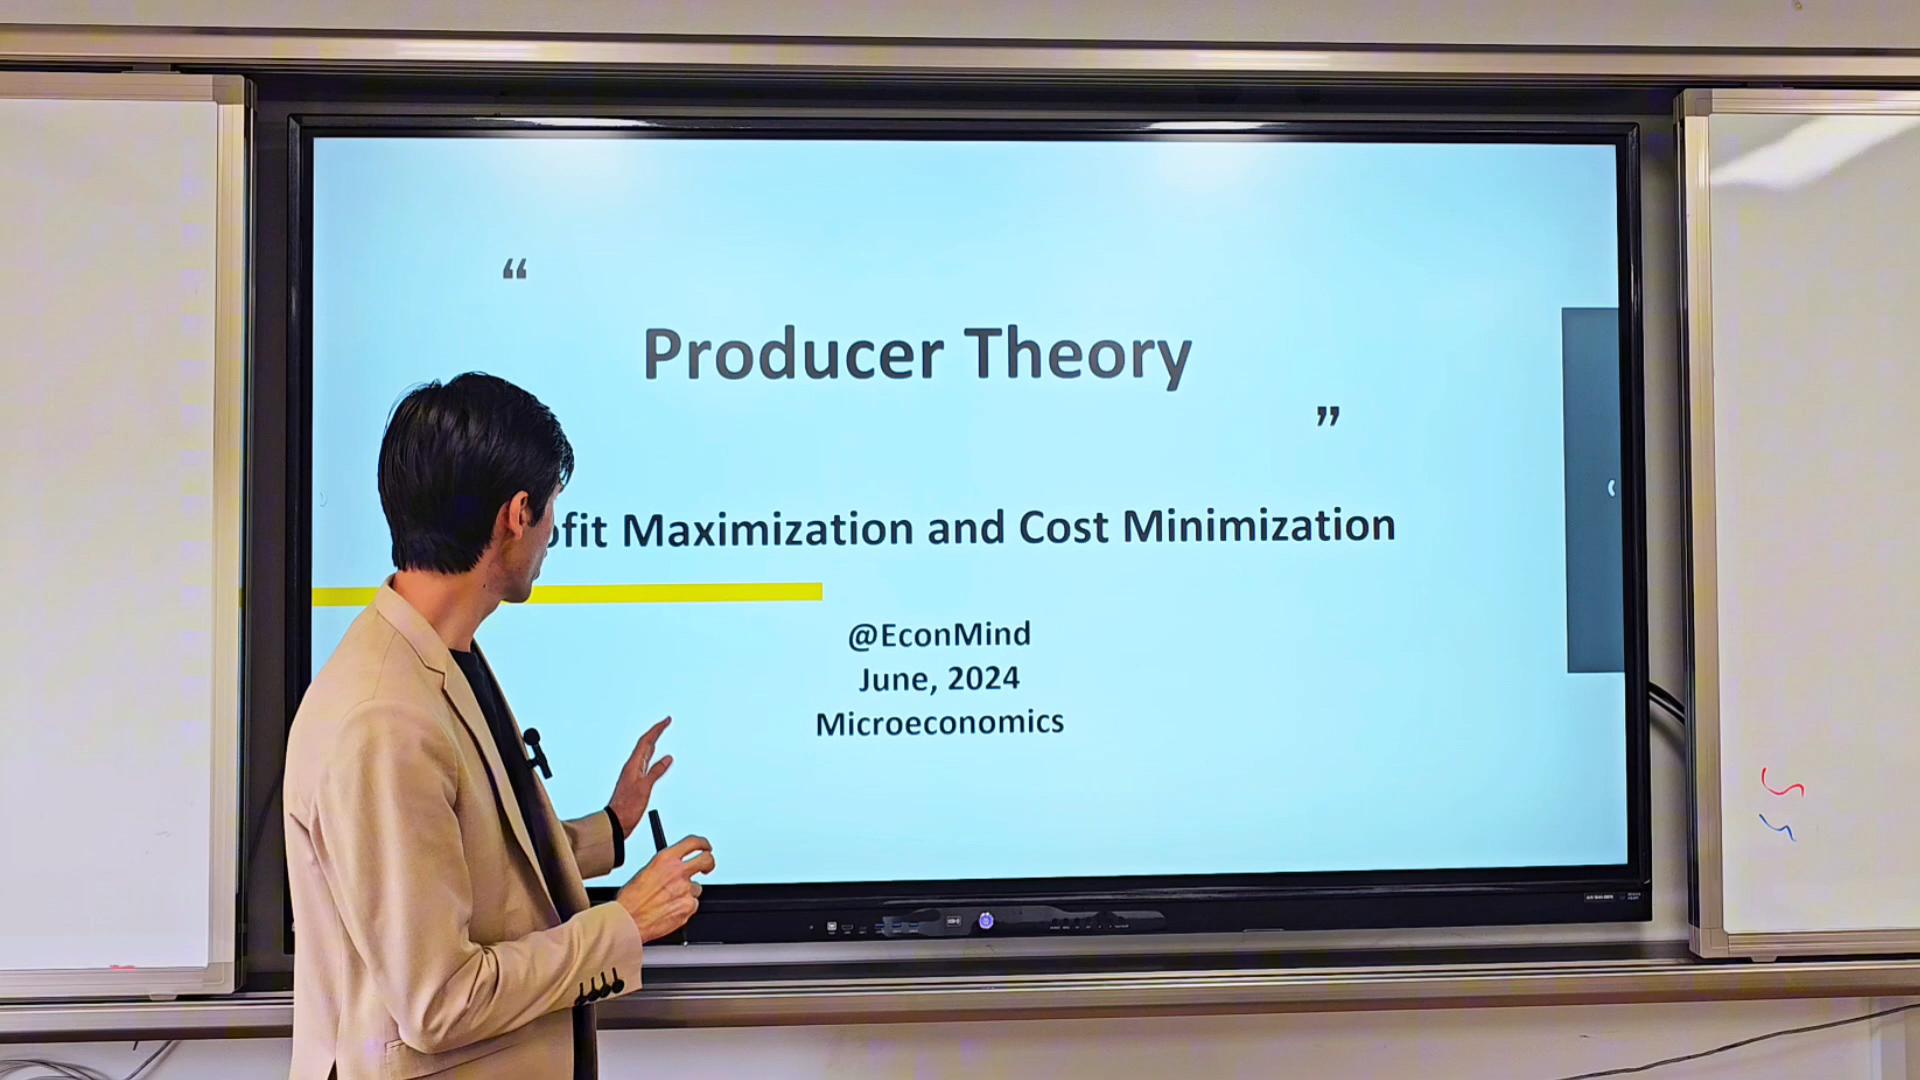 “
Producer Theory
”
ofit Maximization and Cost Minimization
@EconMind
June, 2024
Microeconomics